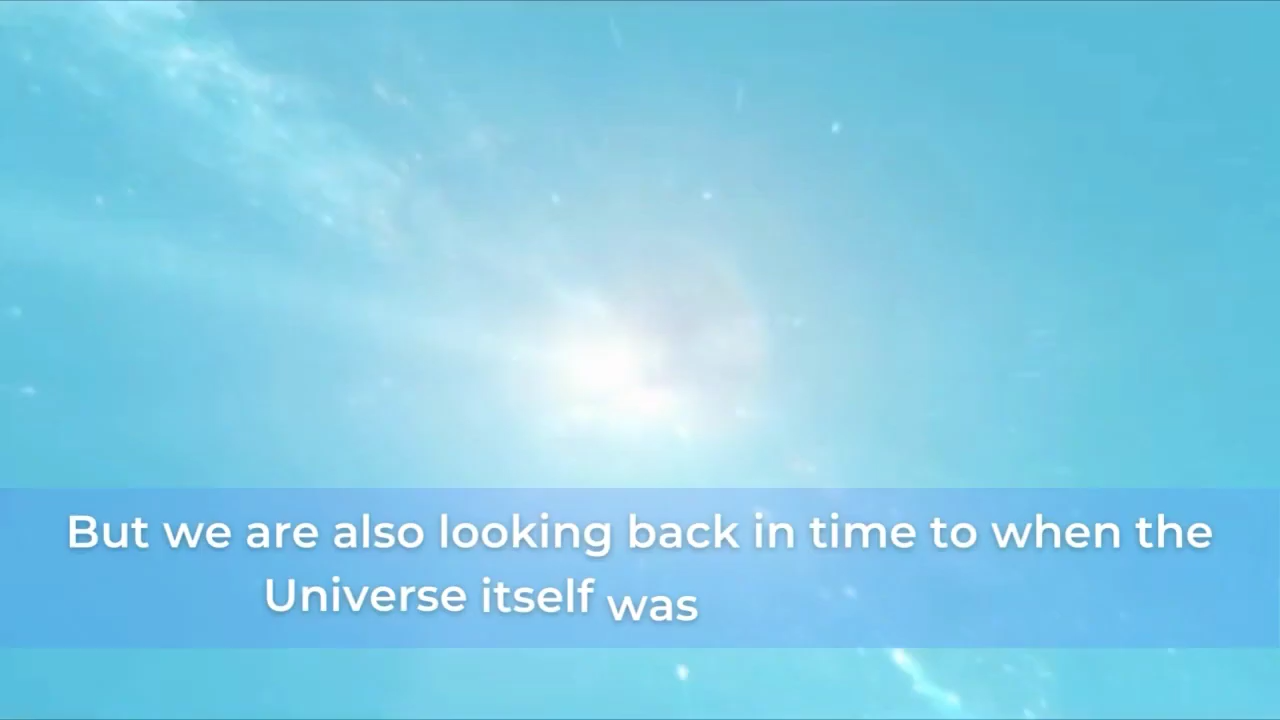 But we are also looking back in time to when the
Universe itself was